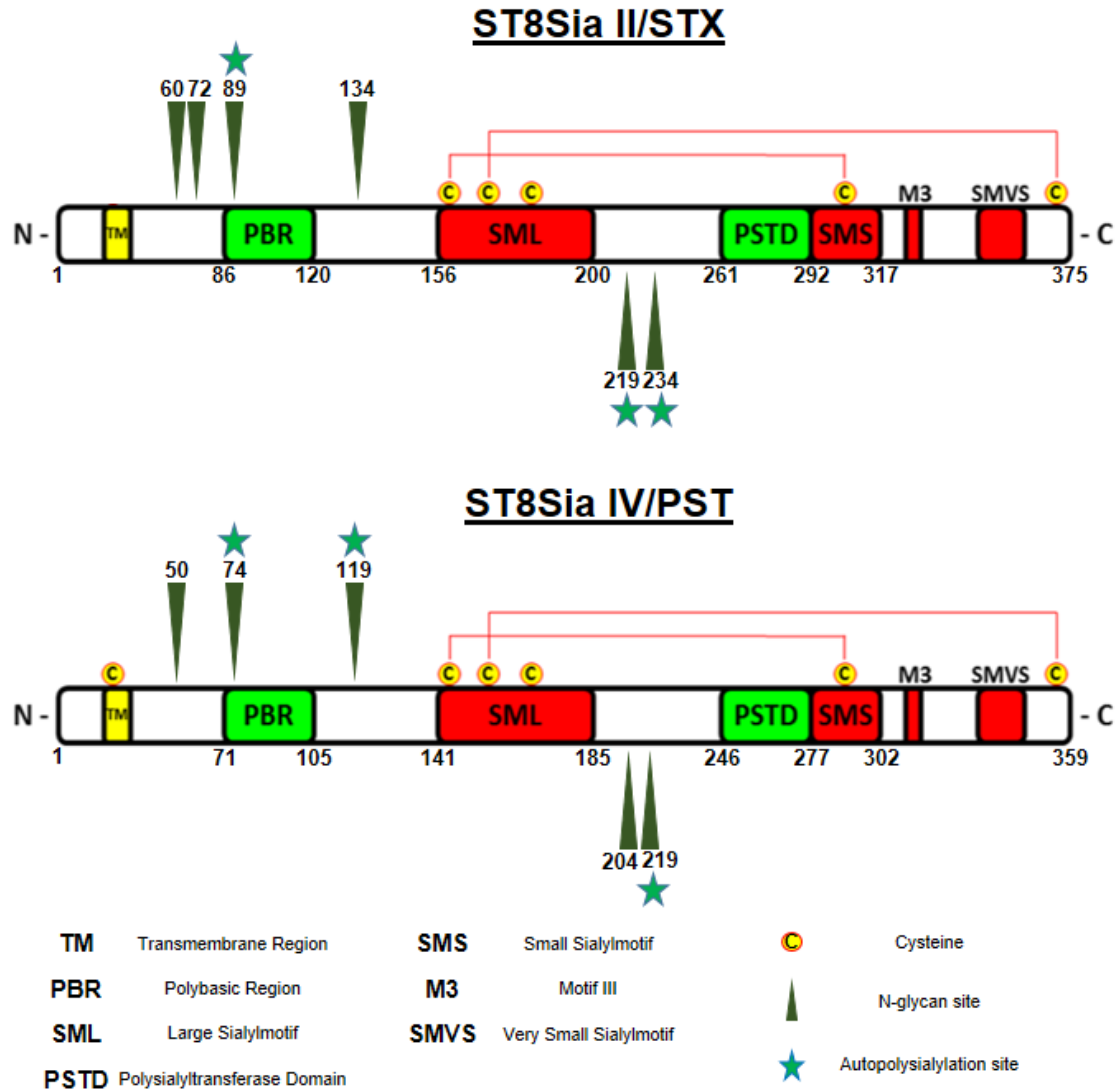 ST8Sia II/STX
60 72 89 134
C C C C M3 SMVS C
N - TM PBR SML PSTD SMS - C
1 86 120 156 200 261 292 317 375
219 234
ST8Sia IV/PST
50 74 119
C C C C C M3 SMVS C
N - TM PBR SML PSTD SMS - C
1 71 105 141 185 246 277 302 359
204 219
TM Transmembrane Region SMS Small Sialylmotif C Cysteine
PBR Polybasic Region M3 Motif III N-glycan site
SML Large Sialylmotif SMVS Very Small Sialylmotif
PSTD Polysialyltransferase Domain Autopolysialylation site